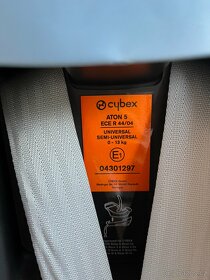 cybex
ATON 5
ECE R 44/04
UNIVERSAL
SEMI-UNIVERSAL
0 - 13 kg
E1
04301297